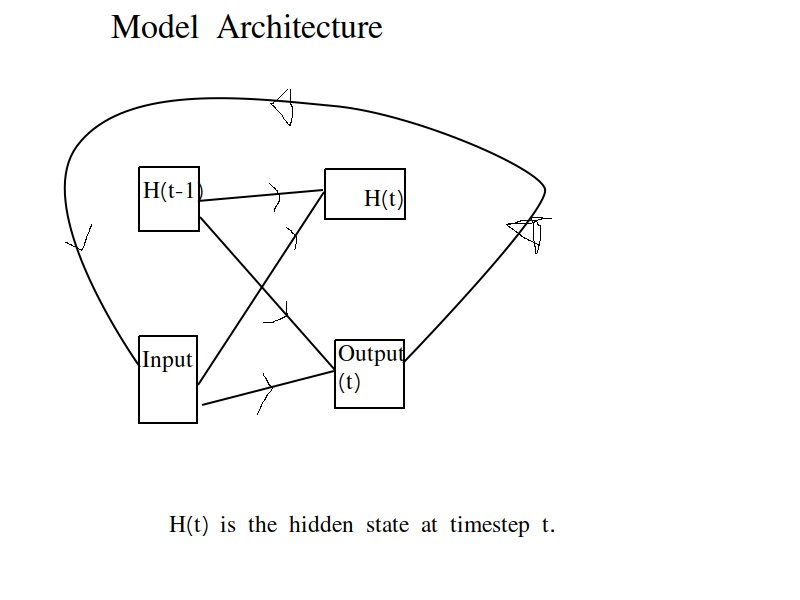 Model Architecture
H(t-1)
H(t)
Input
Output
(t)
H(t) is the hidden state at timestep t.